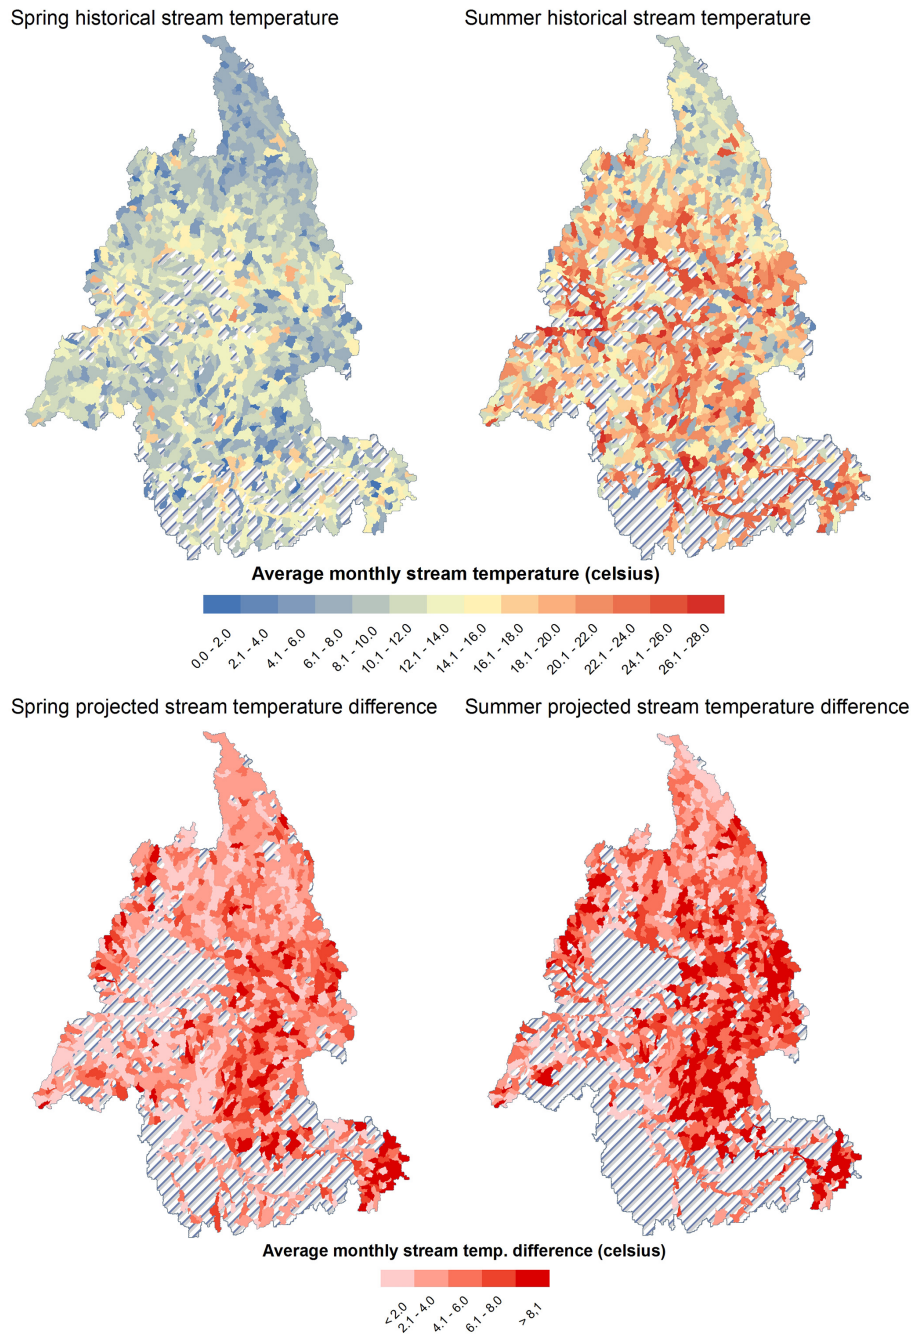 Spring historical stream temperature
Summer historical stream temperature
Average monthly stream temperature (celsius)
0.0 - 2.0
2.1 - 4.0
4.1 - 6.0
6.1 - 8.0
8.1 - 10.0
10.1 - 12.0
12.1 - 14.0
14.1 - 16.0
16.1 - 18.0
18.1 - 20.0
20.1 - 22.0
22.1 - 24.0
24.1 - 26.0
26.1 - 28.0
Spring projected stream temperature difference
Summer projected stream temperature difference
Average monthly stream temp. difference (celsius)
< 2.0
2.1 - 4.0
4.1 - 6.0
6.1 - 8.0
> 8.1